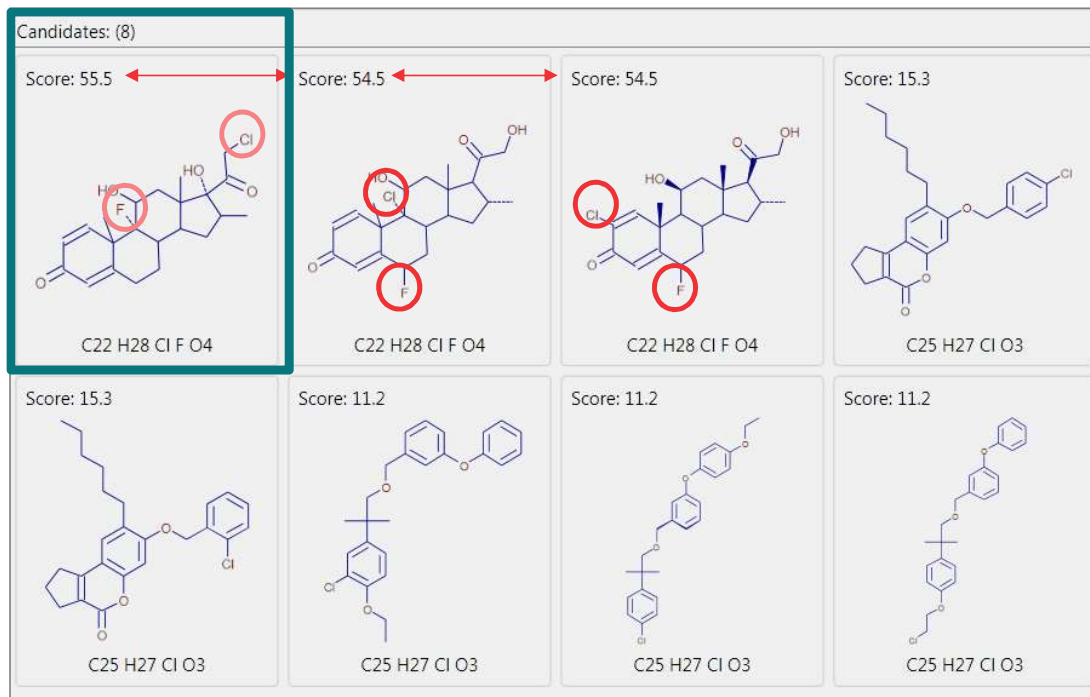 Candidates: (8)
Score: 55.5
Cl
HO
HO
F
O
O
C22 H28 Cl F O4
Score: 54.5
OH
O
HO
Cl
O
F
C22 H28 Cl F O4
Score: 54.5
OH
O
HO
Cl
O
F
C22 H28 Cl F O4
Score: 15.3
Cl
O
O
O
C25 H27 Cl O3
Score: 15.3
O
Cl
O
O
C25 H27 Cl O3
Score: 11.2
O
O
Cl
O
C25 H27 Cl O3
Score: 11.2
O
O
O
Cl
C25 H27 Cl O3
Score: 11.2
O
O
O
Cl
C25 H27 Cl O3